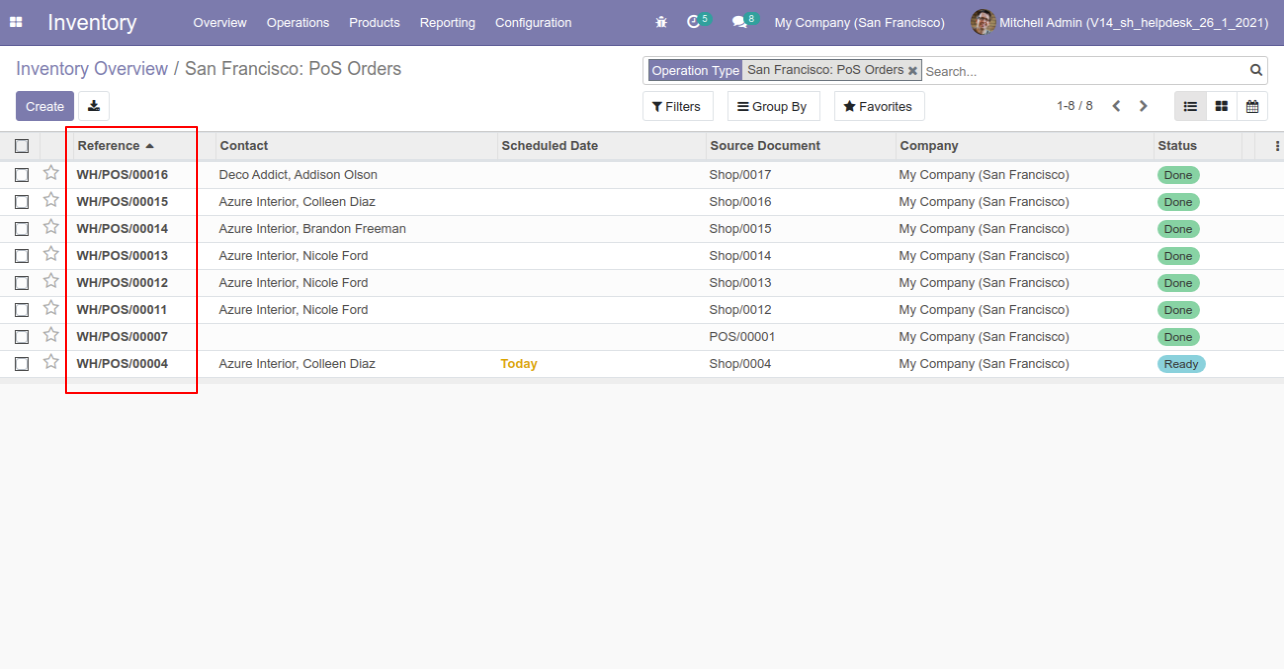 Inventory Overview Operations Products Reporting Configuration 5 8 My Company (San Francisco) Mitchell Admin (V14_sh_helpdesk_26_1_2021)
Inventory Overview / San Francisco: PoS Orders
Operation Type San Francisco: PoS Orders Search...
Create Filters Group By Favorites 1-8 / 8
Reference Contact Scheduled Date Source Document Company Status
WH/POS/00016 Deco Addict, Addison Olson Shop/0017 My Company (San Francisco) Done
WH/POS/00015 Azure Interior, Colleen Diaz Shop/0016 My Company (San Francisco) Done
WH/POS/00014 Azure Interior, Brandon Freeman Shop/0015 My Company (San Francisco) Done
WH/POS/00013 Azure Interior, Nicole Ford Shop/0014 My Company (San Francisco) Done
WH/POS/00012 Azure Interior, Nicole Ford Shop/0013 My Company (San Francisco) Done
WH/POS/00011 Azure Interior, Nicole Ford Shop/0012 My Company (San Francisco) Done
WH/POS/00007 POS/00001 My Company (San Francisco) Done
WH/POS/00004 Azure Interior, Colleen Diaz Today Shop/0004 My Company (San Francisco) Ready